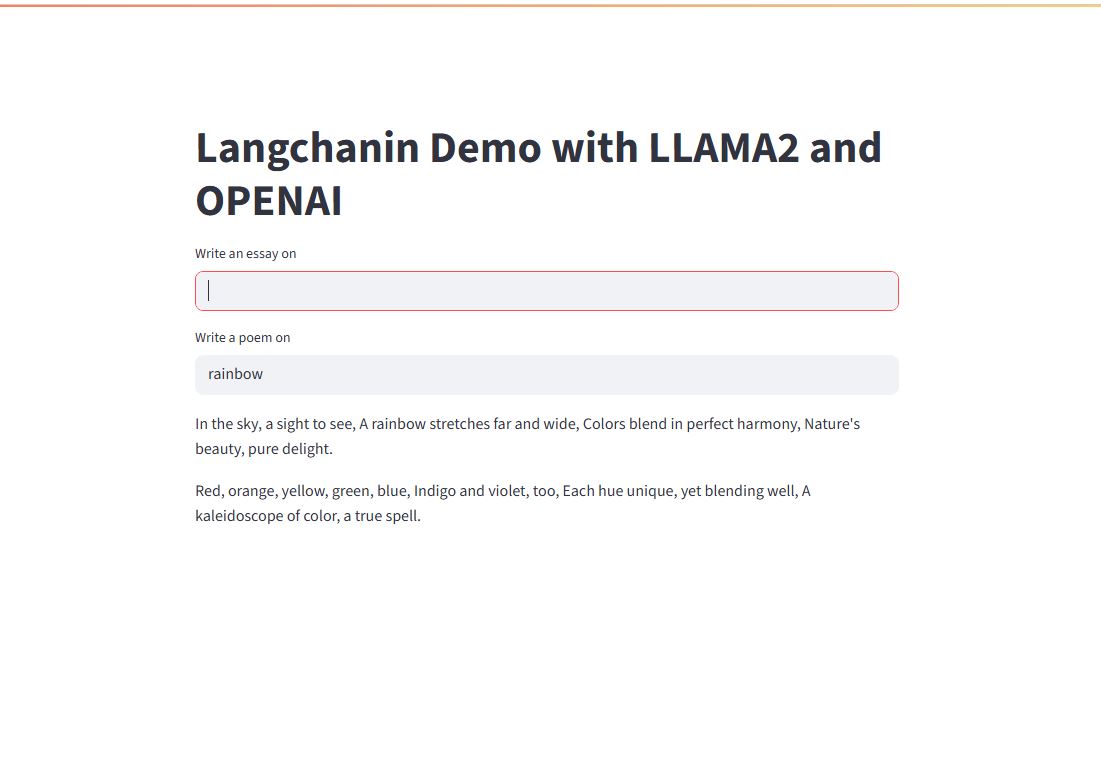 Langchanin Demo with LLAMA2 and
OPENAI
Write an essay on
Write a poem on
rainbow
In the sky, a sight to see, A rainbow stretches far and wide, Colors blend in perfect harmony, Nature's
beauty, pure delight.
Red, orange, yellow, green, blue, Indigo and violet, too, Each hue unique, yet blending well, A
kaleidoscope of color, a true spell.